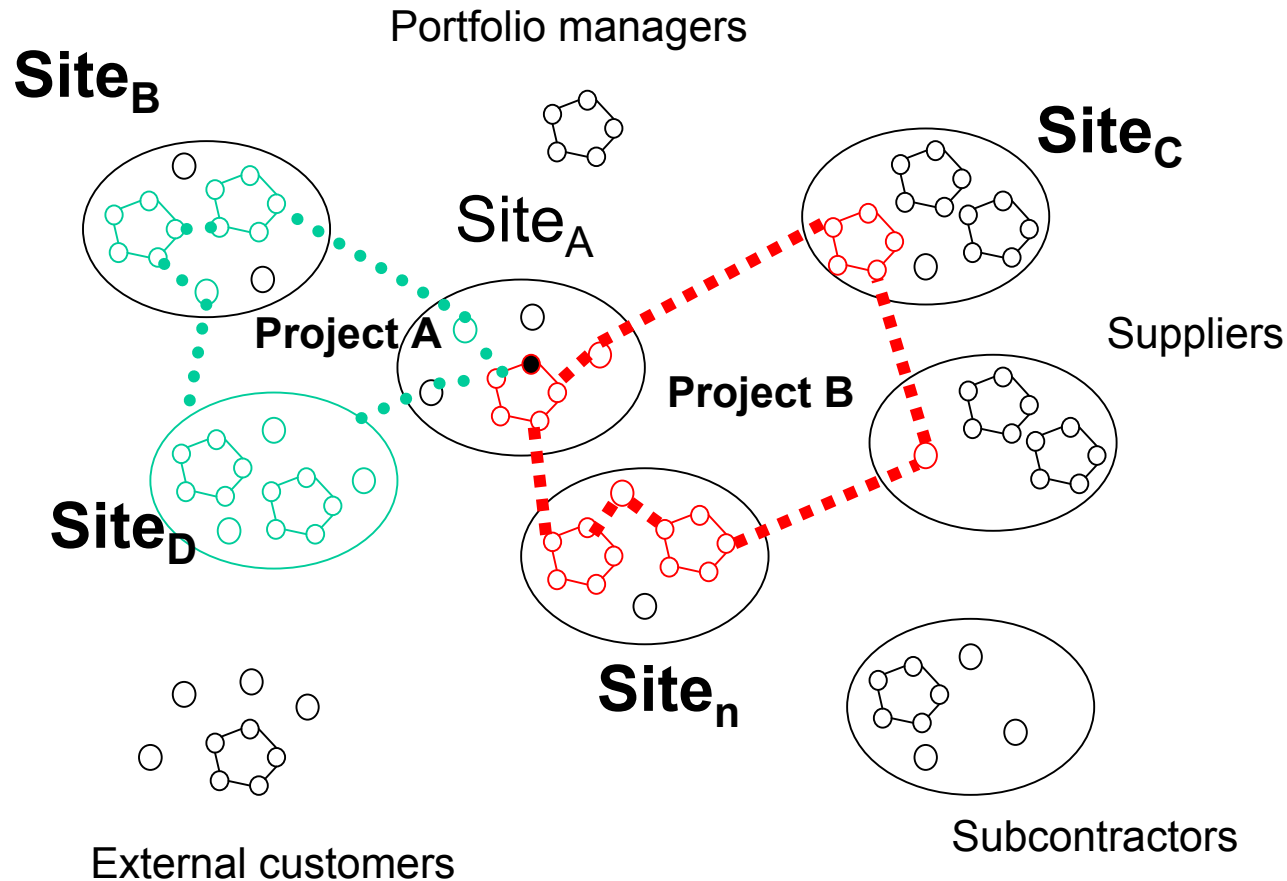 Portfolio managers
Site_B
Site_C
Site_A
Suppliers
Project A
Project B
Site_D
Site_n
Subcontractors
External customers